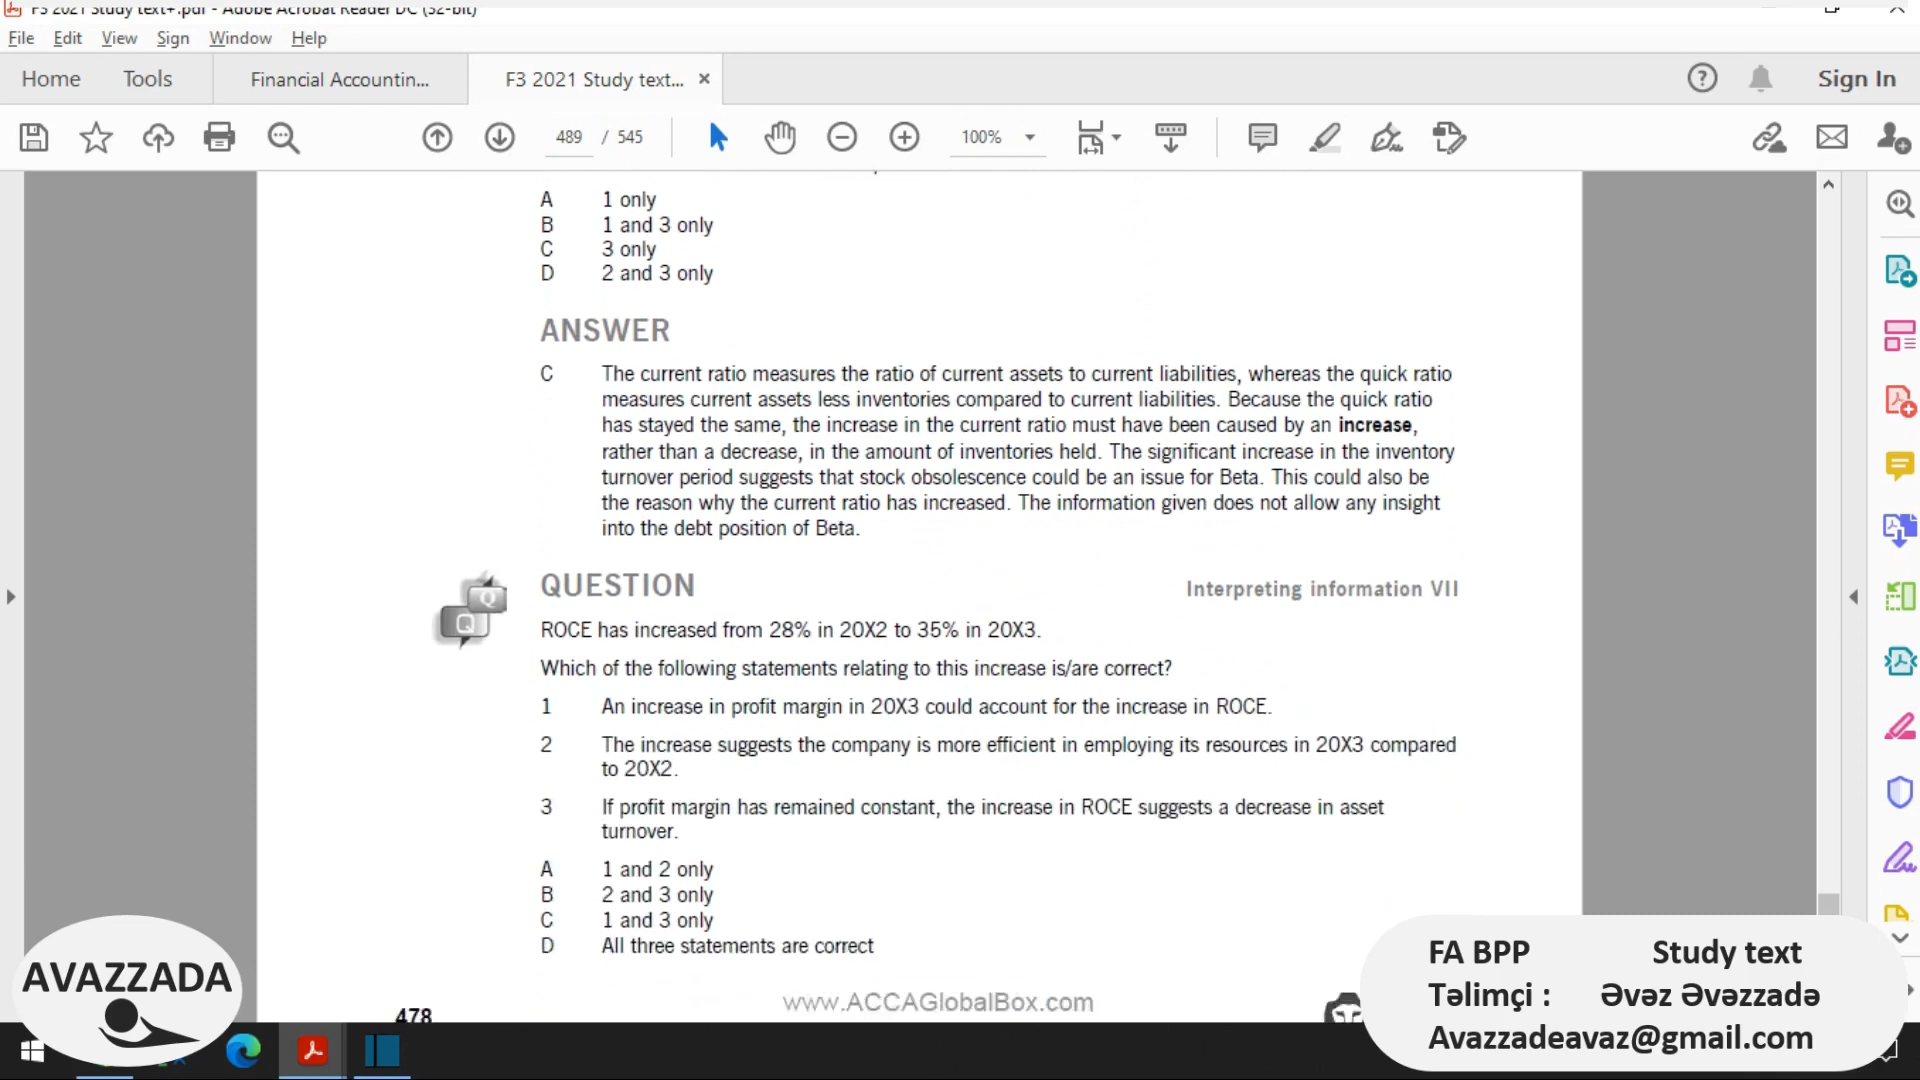 F3 2021 Study text+.pdf - Adobe Acrobat Reader DC (32-bit)
File Edit View Sign Window Help
Home Tools Financial Accountin... F3 2021 Study text... × Sign In
489 / 545 100%
A 1 only
B 1 and 3 only
C 3 only
D 2 and 3 only
ANSWER
C The current ratio measures the ratio of current assets to current liabilities, whereas the quick ratio
measures current assets less inventories compared to current liabilities. Because the quick ratio
has stayed the same, the increase in the current ratio must have been caused by an increase,
rather than a decrease, in the amount of inventories held. The significant increase in the inventory
turnover period suggests that stock obsolescence could be an issue for Beta. This could also be
the reason why the current ratio has increased. The information given does not allow any insight
into the debt position of Beta.
Q
Q
QUESTION Interpreting information VII
ROCE has increased from 28% in 20X2 to 35% in 20X3.
Which of the following statements relating to this increase is/are correct?
1 An increase in profit margin in 20X3 could account for the increase in ROCE.
2 The increase suggests the company is more efficient in employing its resources in 20X3 compared
to 20X2.
3 If profit margin has remained constant, the increase in ROCE suggests a decrease in asset
turnover.
A 1 and 2 only
B 2 and 3 only
C 1 and 3 only
D All three statements are correct
www.ACCAGlobalBox.com
478
AVAZZADA
FA BPP Study text
Təlimçi : Əvəz Əvəzzadə
Avazzadeavaz@gmail.com